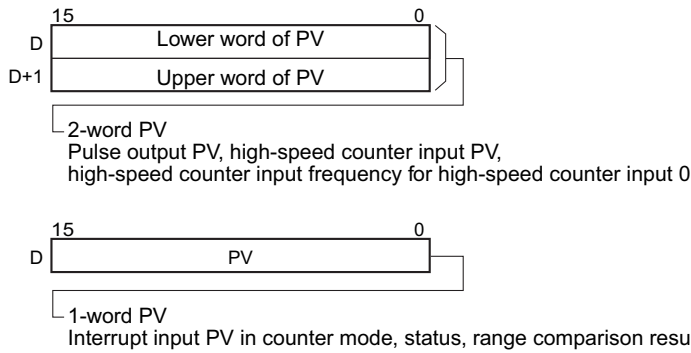 15 0
D Lower word of PV
D+1 Upper word of PV
2-word PV
Pulse output PV, high-speed counter input PV,
high-speed counter input frequency for high-speed counter input 0
15 0
D PV
1-word PV
Interrupt input PV in counter mode, status, range comparison resu